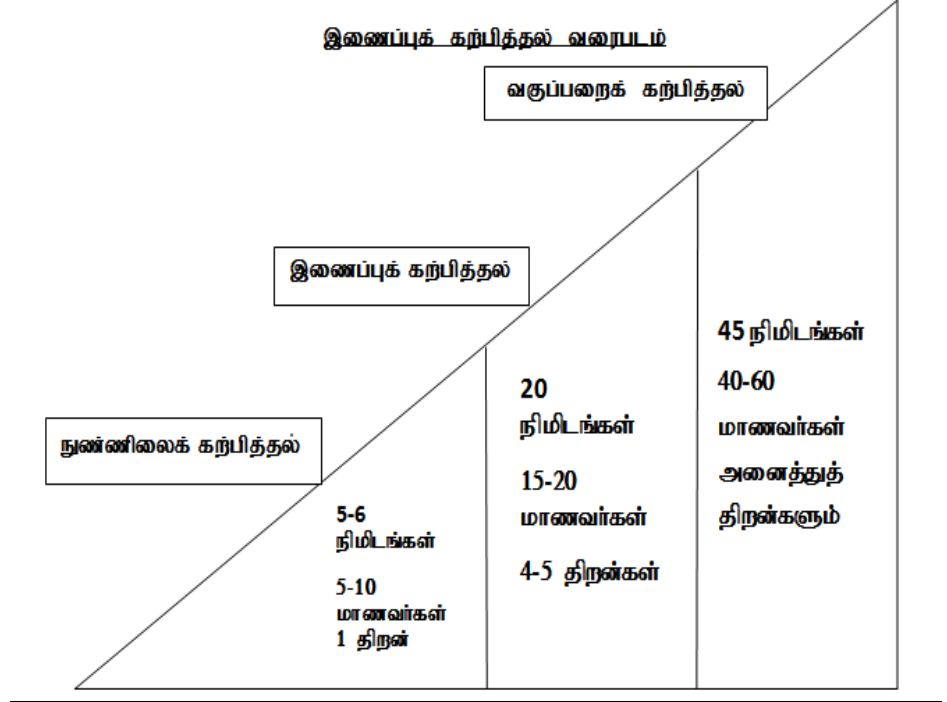 இணைப்புக் கற்பித்தல் வரைபடம்
வகுப்பறைக் கற்பித்தல்
இணைப்புக் கற்பித்தல்
நுண்ணிலைக் கற்பித்தல்
5-6
நிமிடங்கள்
5-10
மாணவர்கள்
1 திறன்
20
நிமிடங்கள்
15-20
மாணவர்கள்
4-5 திறன்கள்
45 நிமிடங்கள்
40-60
மாணவர்கள்
அனைத்துத்
திறன்களும்